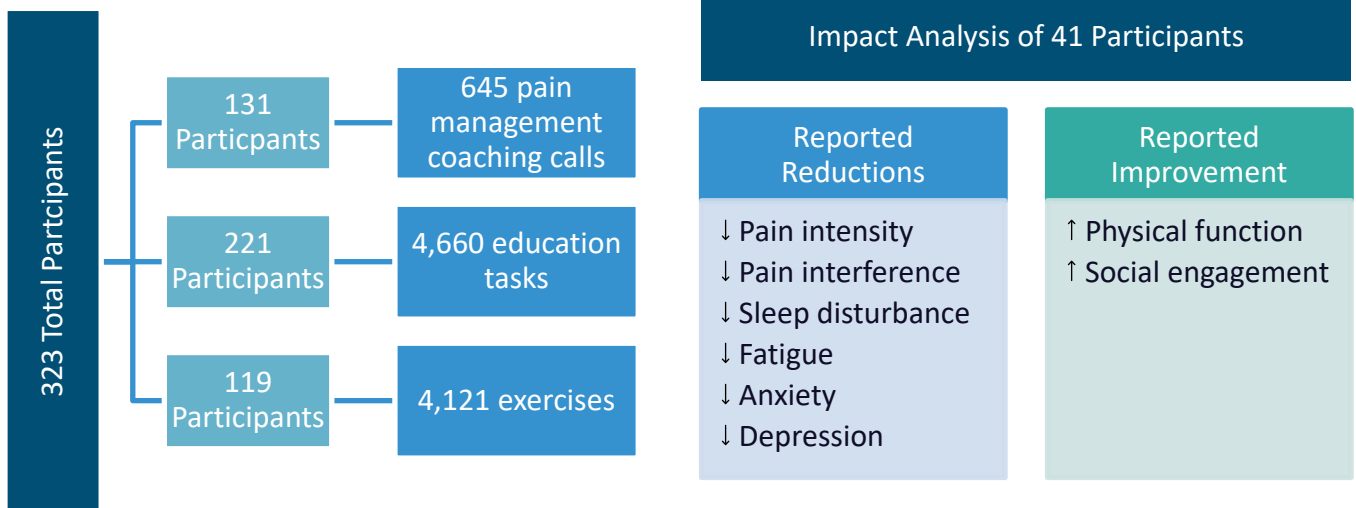 323 Total Partcipants
131
Particpants
645 pain
management
coaching calls
221
Participants
4,660 education
tasks
119
Participants
4,121 exercises
Impact Analysis of 41 Participants
Reported
Reductions
↓ Pain intensity
↓ Pain interference
↓ Sleep disturbance
↓ Fatigue
↓ Anxiety
↓ Depression
Reported
Improvement
↑ Physical function
↑ Social engagement